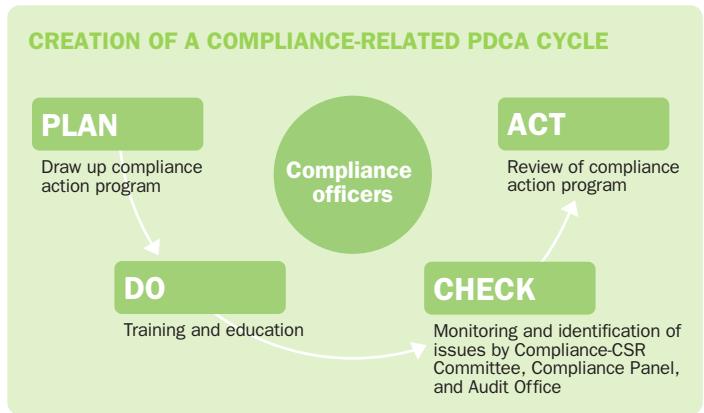 CREATION OF A COMPLIANCE-RELATED PDCA CYCLE
PLAN
Draw up compliance
action program
Compliance
officers
ACT
Review of compliance
action program
DO
Training and education
CHECK
Monitoring and identification of
issues by Compliance-CSR
Committee, Compliance Panel,
and Audit Office